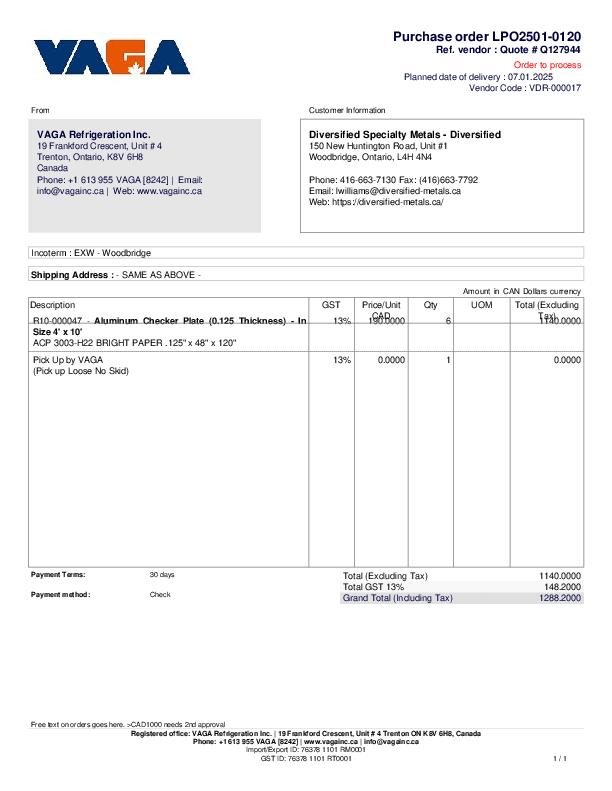 VAGA
Purchase order LPO2501-0120
Ref. vendor : Quote # Q127944
Order to process
Planned date of delivery : 07.01.2025
Vendor Code : VDR-000017
From
Customer Information
VAGA Refrigeration Inc.
19 Frankford Crescent, Unit # 4
Trenton, Ontario, K8V 6H8
Canada
Phone: +1 613 955 VAGA [8242] | Email:
info@vagainc.ca | Web: www.vagainc.ca
Diversified Specialty Metals - Diversified
150 New Huntington Road, Unit #1
Woodbridge, Ontario, L4H 4N4
Phone: 416-663-7130 Fax: (416)663-7792
Email: lwilliams@diversified-metals.ca
Web: https://diversified-metals.ca/
Incoterm : EXW - Woodbridge
Shipping Address : - SAME AS ABOVE -
Amount in CAN Dollars currency
Description GST Price/Unit CAD Qty UOM Total (Excluding Tax)
R10-000047 - Aluminum Checker Plate (0.125 Thickness) - In 13% 190.0000 6 1140.0000
Size 4' x 10'
ACP 3003-H22 BRIGHT PAPER .125" x 48" x 120"
Pick Up by VAGA 13% 0.0000 1 0.0000
(Pick up Loose No Skid)
Payment Terms: 30 days
Payment method: Check
Total (Excluding Tax) 1140.0000
Total GST 13% 148.2000
Grand Total (Including Tax) 1288.2000
Free text on orders goes here. >CAD1000 needs 2nd approval
Registered office: VAGA Refrigeration Inc. | 19 Frankford Crescent, Unit # 4 Trenton ON K8V 6H8, Canada
Phone: +1 613 955 VAGA [8242] | www.vagainc.ca | info@vagainc.ca
Import/Export ID: 76378 1101 RM0001
GST ID: 76378 1101 RT0001
1 / 1